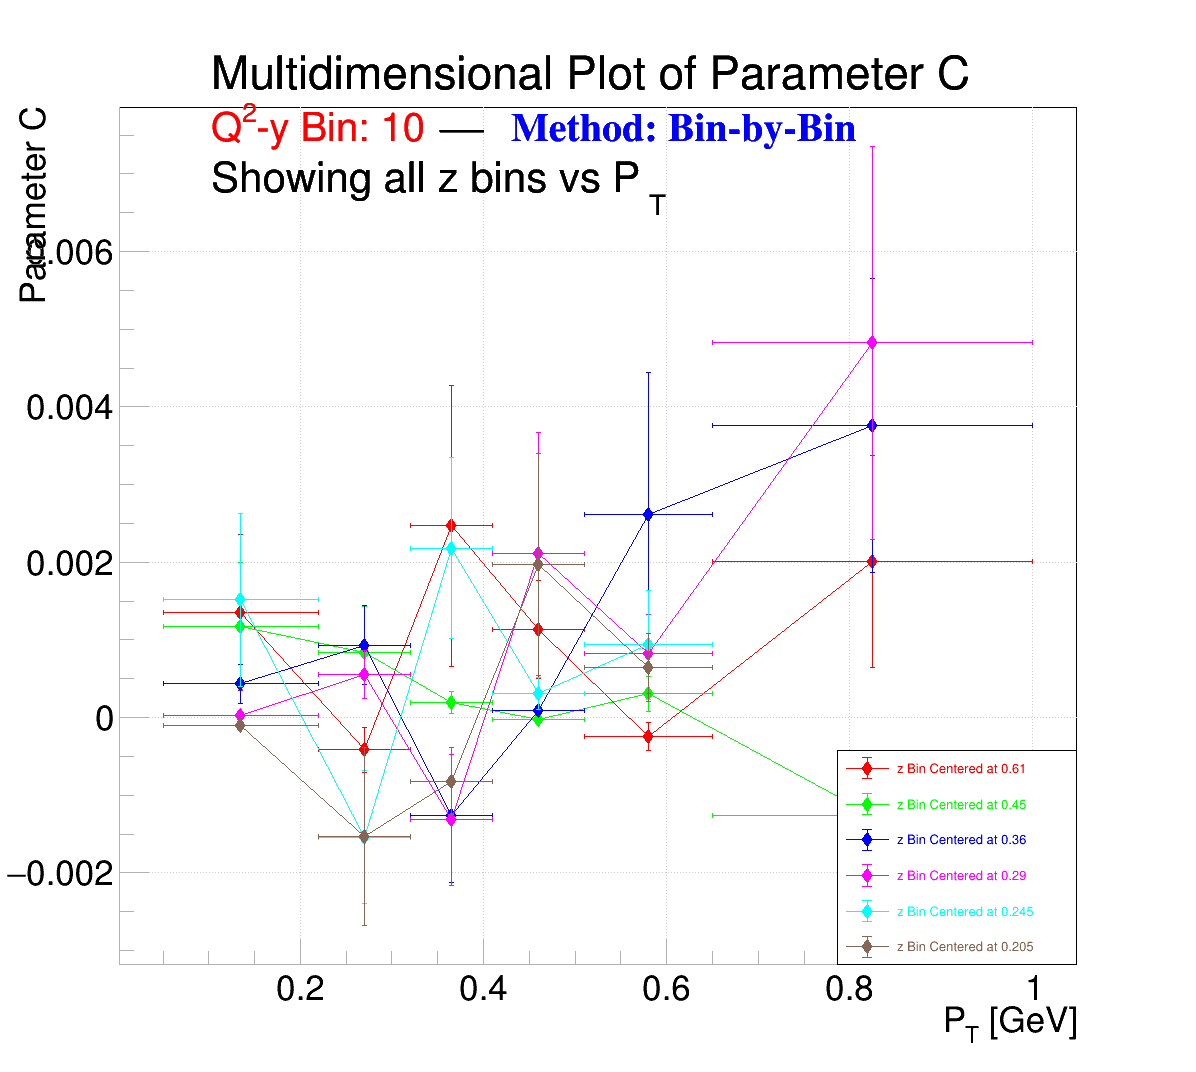 Multidimensional Plot of Parameter C
Q²-y Bin: 10 — Method: Bin-by-Bin
Showing all z bins vs P_T
Parameter C
0.006
0.004
0.002
0
−0.002
z Bin Centered at 0.61
z Bin Centered at 0.45
z Bin Centered at 0.36
z Bin Centered at 0.29
z Bin Centered at 0.245
z Bin Centered at 0.205
0.2 0.4 0.6 0.8 1
P_T [GeV]